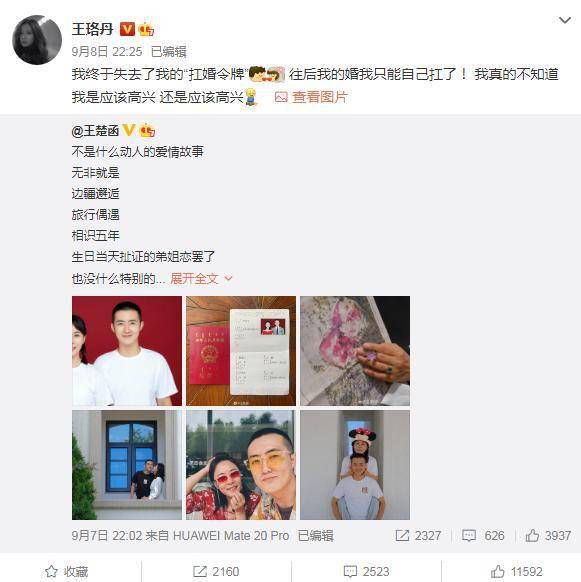 王珞丹
9月8日 22:25 已编辑
我终于失去了我的“扛婚令牌” 往后我的婚我只能自己扛了！ 我真的不知道
我是应该高兴 还是应该高兴 查看图片
@王楚函
不是什么动人的爱情故事
无非就是
边疆邂逅
旅行偶遇
相识五年
生日当天扯证的弟姐恋罢了
也没什么特别的... 展开全文
9月7日 22:02 来自 HUAWEI Mate 20 Pro 已编辑 2327 626 3937
收藏 2160 2523 11592